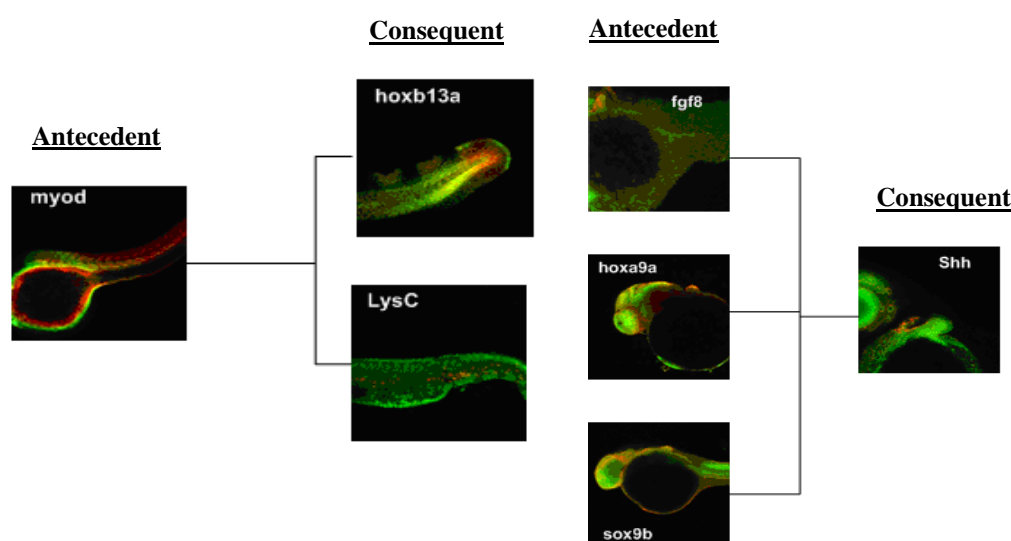 Antecedent
myod
Consequent
hoxb13a
LysC
Antecedent
fgf8
hoxa9a
sox9b
Consequent
Shh